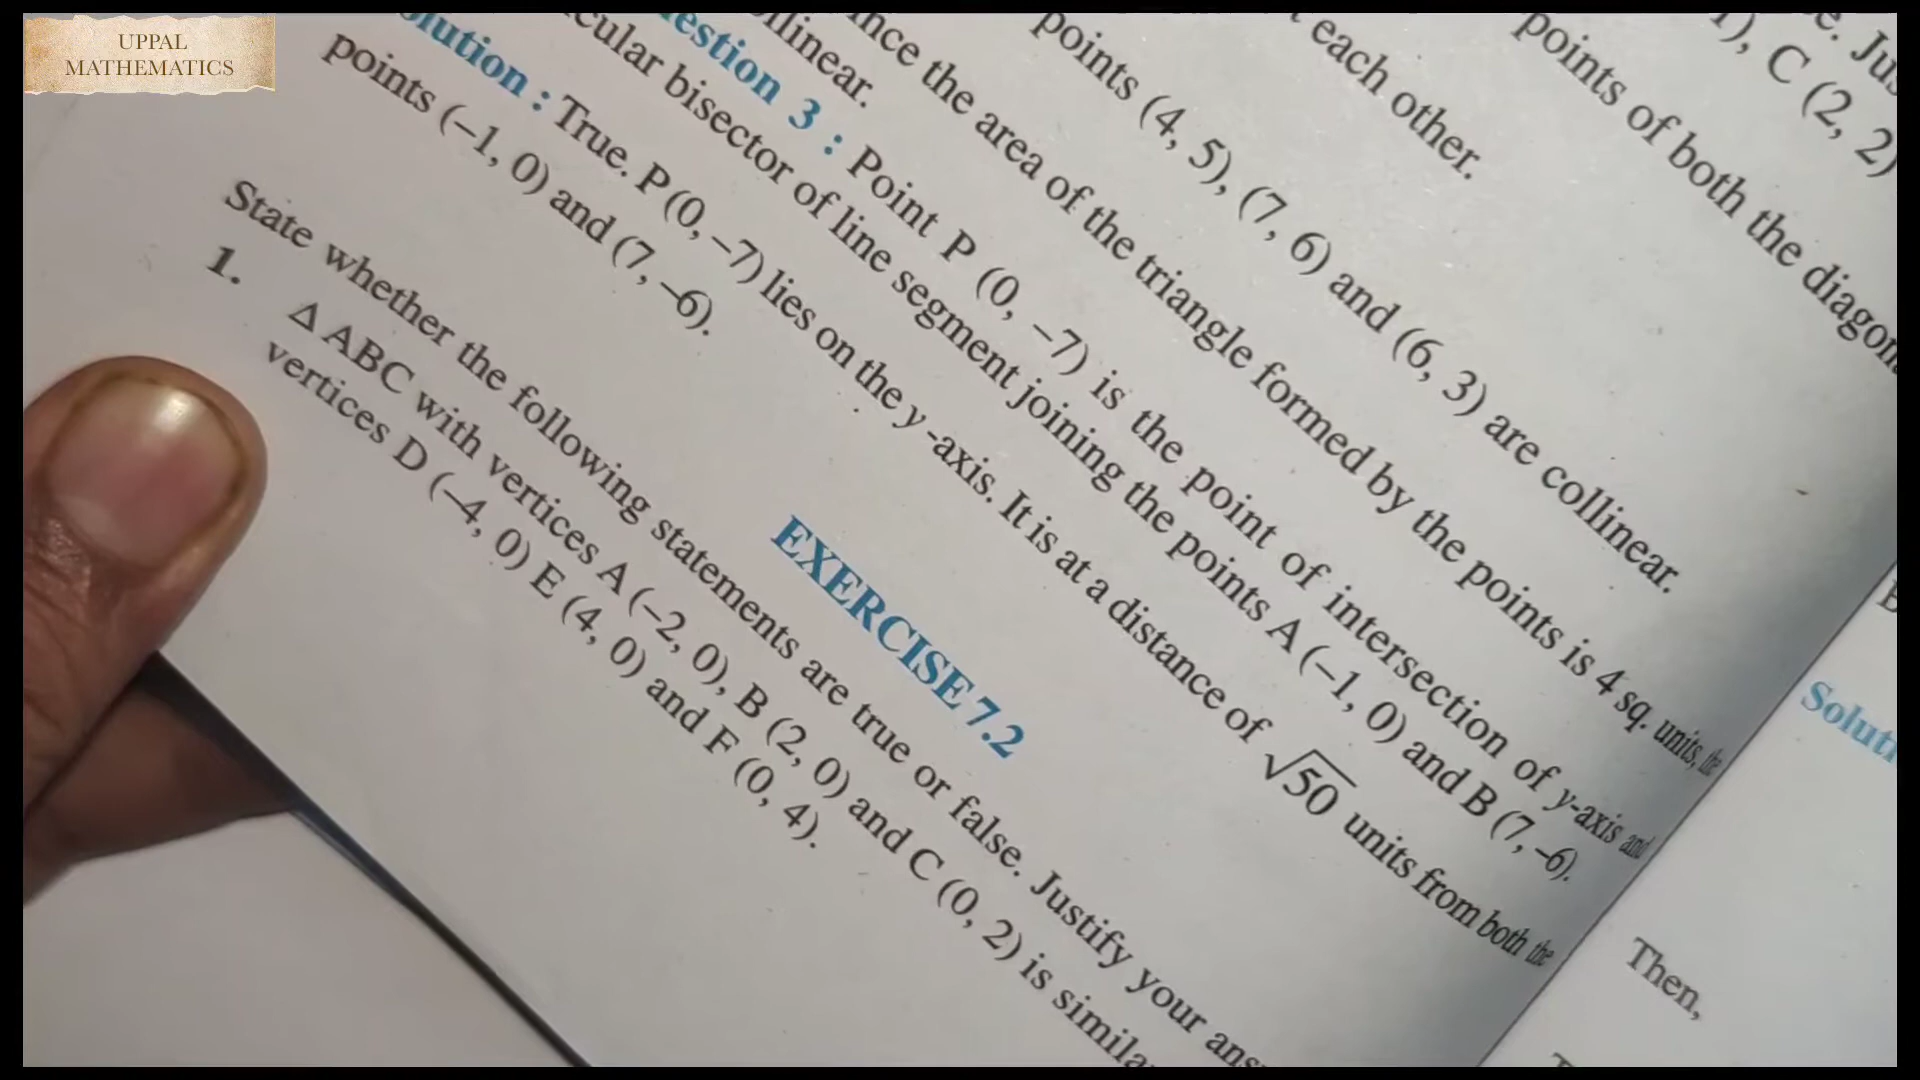 UPPAL
MATHEMATICS
e. Jus
1), C (2, 2)
points of both the diagon
each other.
points (4, 5), (7, 6) and (6, 3) are collinear.
ince the area of the triangle formed by the points is 4 sq. units, the
llinear.
estion 3 : Point P (0, –7) is the point of intersection of y-axis and
cular bisector of line segment joining the points A (–1, 0) and B (7, –6).
olution : True. P (0, –7) lies on the y -axis. It is at a distance of √50 units from both the
points (–1, 0) and (7, –6).
EXERCISE 7.2
State whether the following statements are true or false. Justify your ans
1. Δ ABC with vertices A (–2, 0), B (2, 0) and C (0, 2) is simila
vertices D (–4, 0) E (4, 0) and F (0, 4).
Soluti
Then,